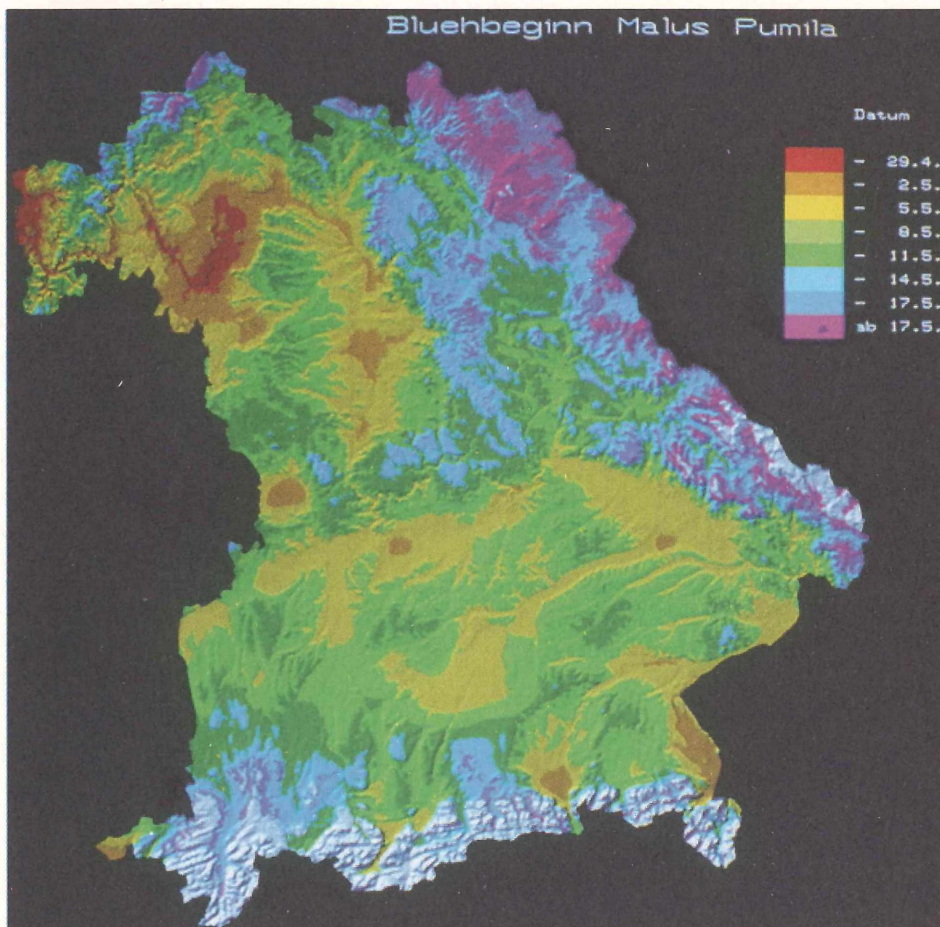 Bluehbeginn Malus Pumila
Datum
- 29.4.
- 2.5.
- 5.5.
- 8.5.
- 11.5.
- 14.5.
- 17.5.
ab 17.5.